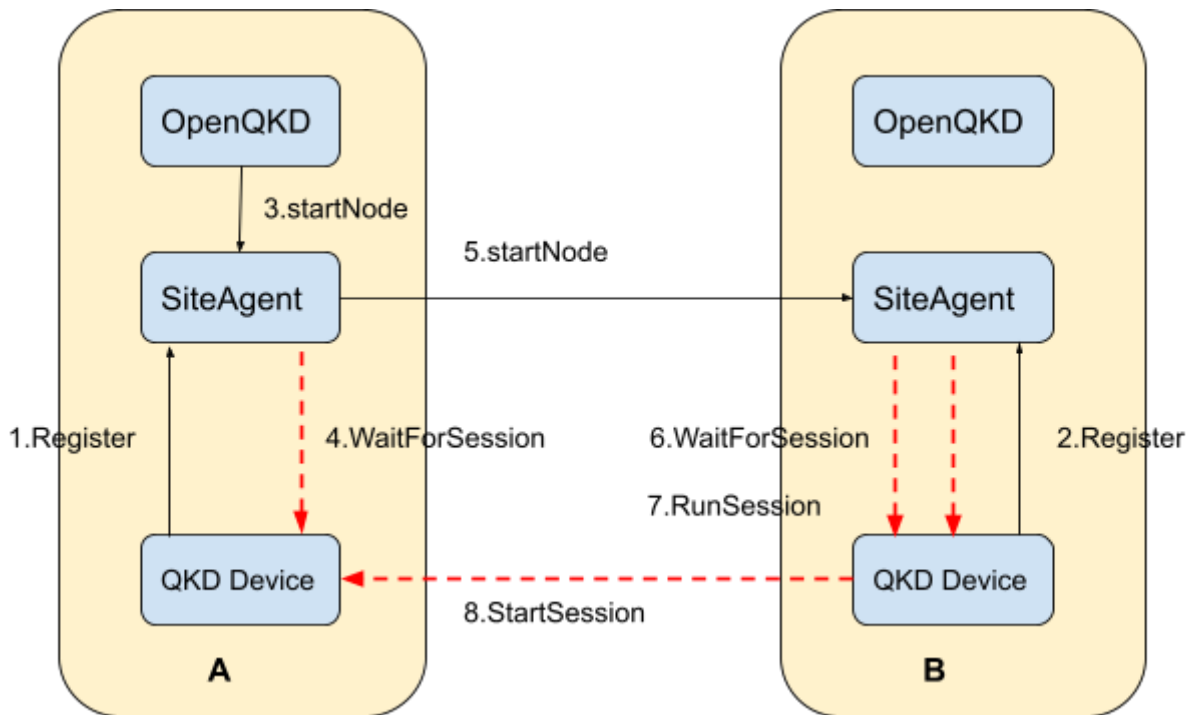 OpenQKD
OpenQKD
3.startNode
5.startNode
SiteAgent
SiteAgent
1.Register
4.WaitForSession
6.WaitForSession
2.Register
7.RunSession
QKD Device
QKD Device
8.StartSession
A
B